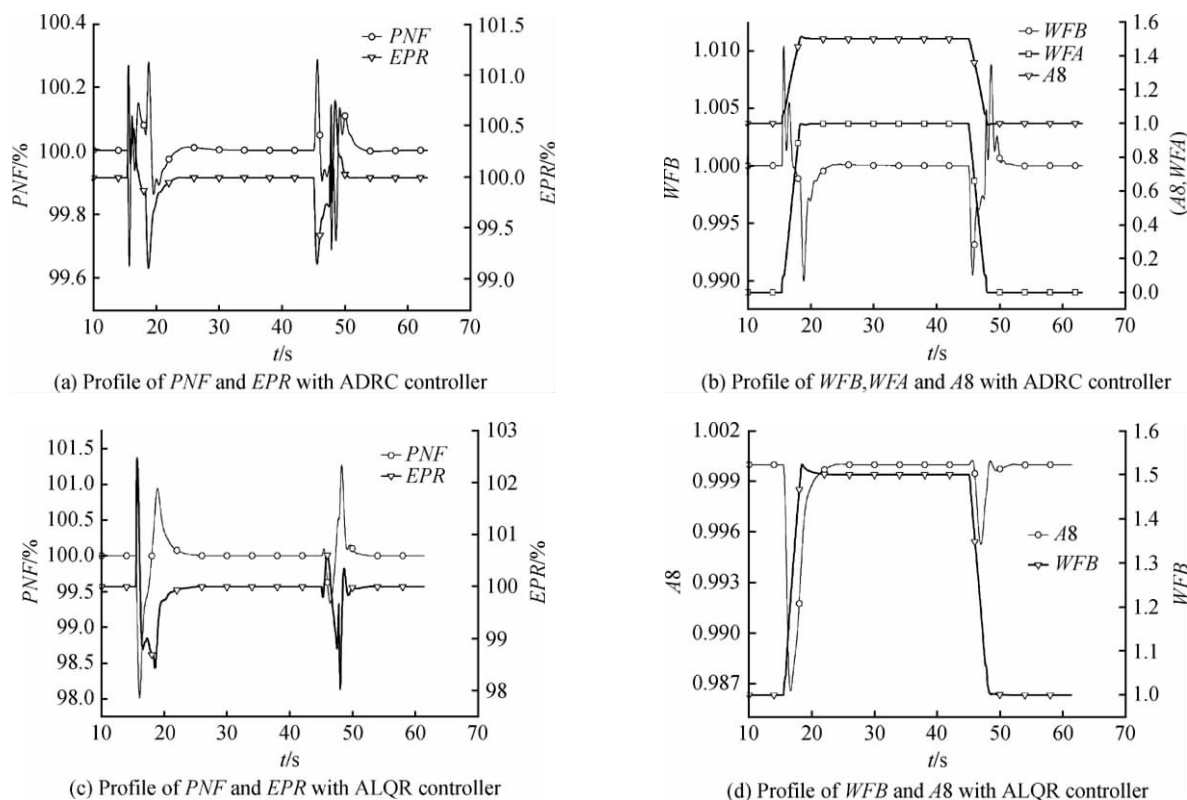 100.4
100.2
100.0
99.8
99.6
PNF/%
101.5
101.0
100.5
100.0
99.5
99.0
EPR/%
PNF
EPR
10 20 30 40 50 60 70
t/s
(a) Profile of PNF and EPR with ADRC controller
1.010
1.005
1.000
0.995
0.990
WFB
1.6
1.4
1.2
1.0
0.8
0.6
0.4
0.2
0.0
(A8,WFA)
WFB
WFA
A8
10 20 30 40 50 60 70
t/s
(b) Profile of WFB,WFA and A8 with ADRC controller
101.5
101.0
100.5
100.0
99.5
99.0
98.5
98.0
PNF/%
103
102
101
100
99
98
EPR/%
PNF
EPR
10 20 30 40 50 60 70
t/s
(c) Profile of PNF and EPR with ALQR controller
1.002
0.999
0.996
0.993
0.990
0.987
A8
1.6
1.5
1.4
1.3
1.2
1.1
1.0
WFB
A8
WFB
10 20 30 40 50 60 70
t/s
(d) Profile of WFB and A8 with ALQR controller